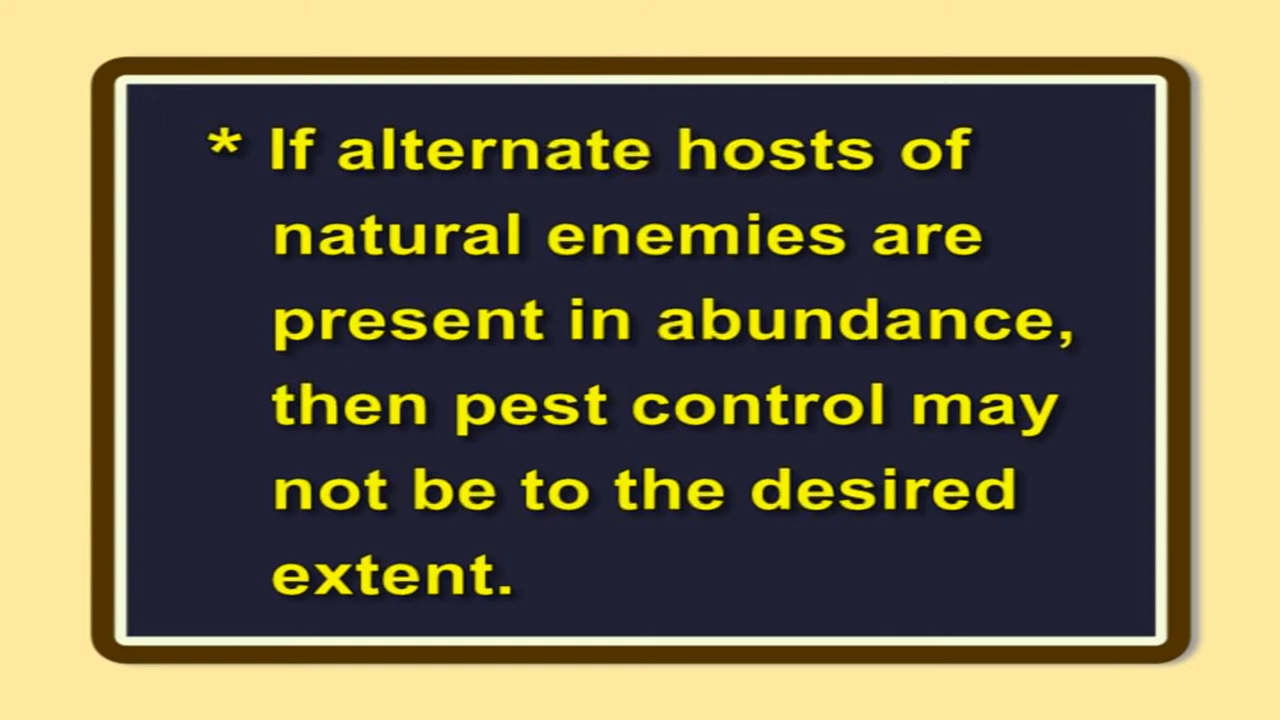 * If alternate hosts of
natural enemies are
present in abundance,
then pest control may
not be to the desired
extent.